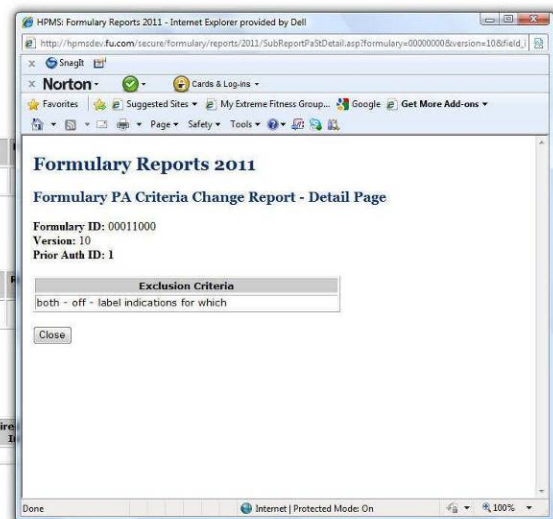 HPMS: Formulary Reports 2011 - Internet Explorer provided by Dell
http://hpmsdev.fu.com/secure/formulary/reports/2011/SubReportPaStDetail.asp?formulary=00000000&version=10&field_i
x SnagIt
x Norton - Cards & Log-ins
Favorites Suggested Sites My Extreme Fitness Group... Google Get More Add-ons
Page Safety Tools
Formulary Reports 2011
Formulary PA Criteria Change Report - Detail Page
Formulary ID: 00011000
Version: 10
Prior Auth ID: 1
Exclusion Criteria
both - off - label indications for which
Close
Done Internet | Protected Mode: On 100%